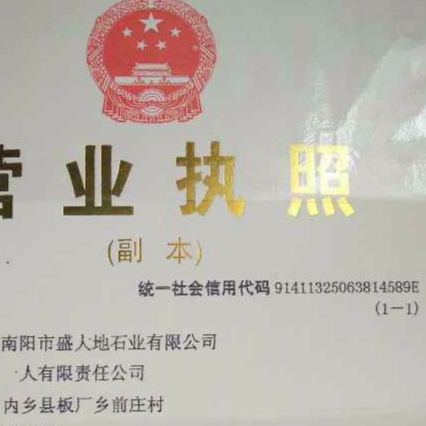 营业执照
(副 本)
统一社会信用代码 91411325063814589E
(1-1)
南阳市盛人地石业有限公司
人有限责任公司
内乡县板厂乡前庄村